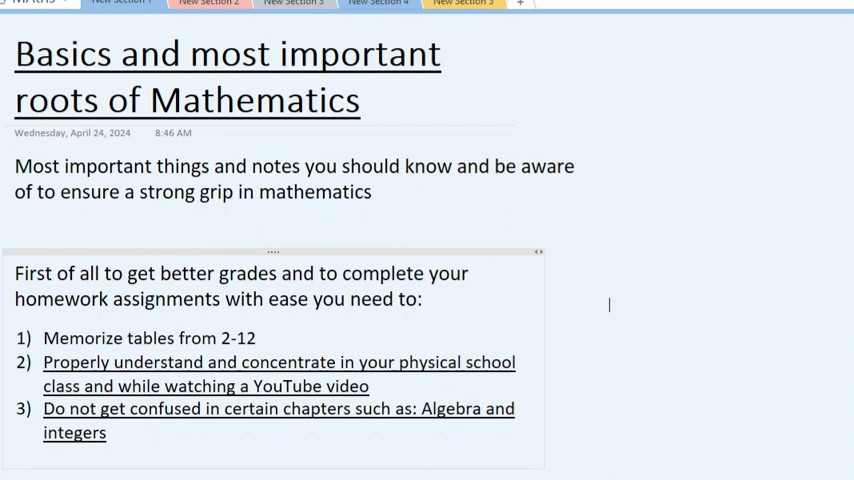 Maths
New Section 1 New Section 2 New Section 3 New Section 4 New Section 5 +
Basics and most important
roots of Mathematics
Wednesday, April 24, 2024 8:46 AM
Most important things and notes you should know and be aware
of to ensure a strong grip in mathematics
First of all to get better grades and to complete your
homework assignments with ease you need to:
1) Memorize tables from 2-12
2) Properly understand and concentrate in your physical school
class and while watching a YouTube video
3) Do not get confused in certain chapters such as: Algebra and
integers